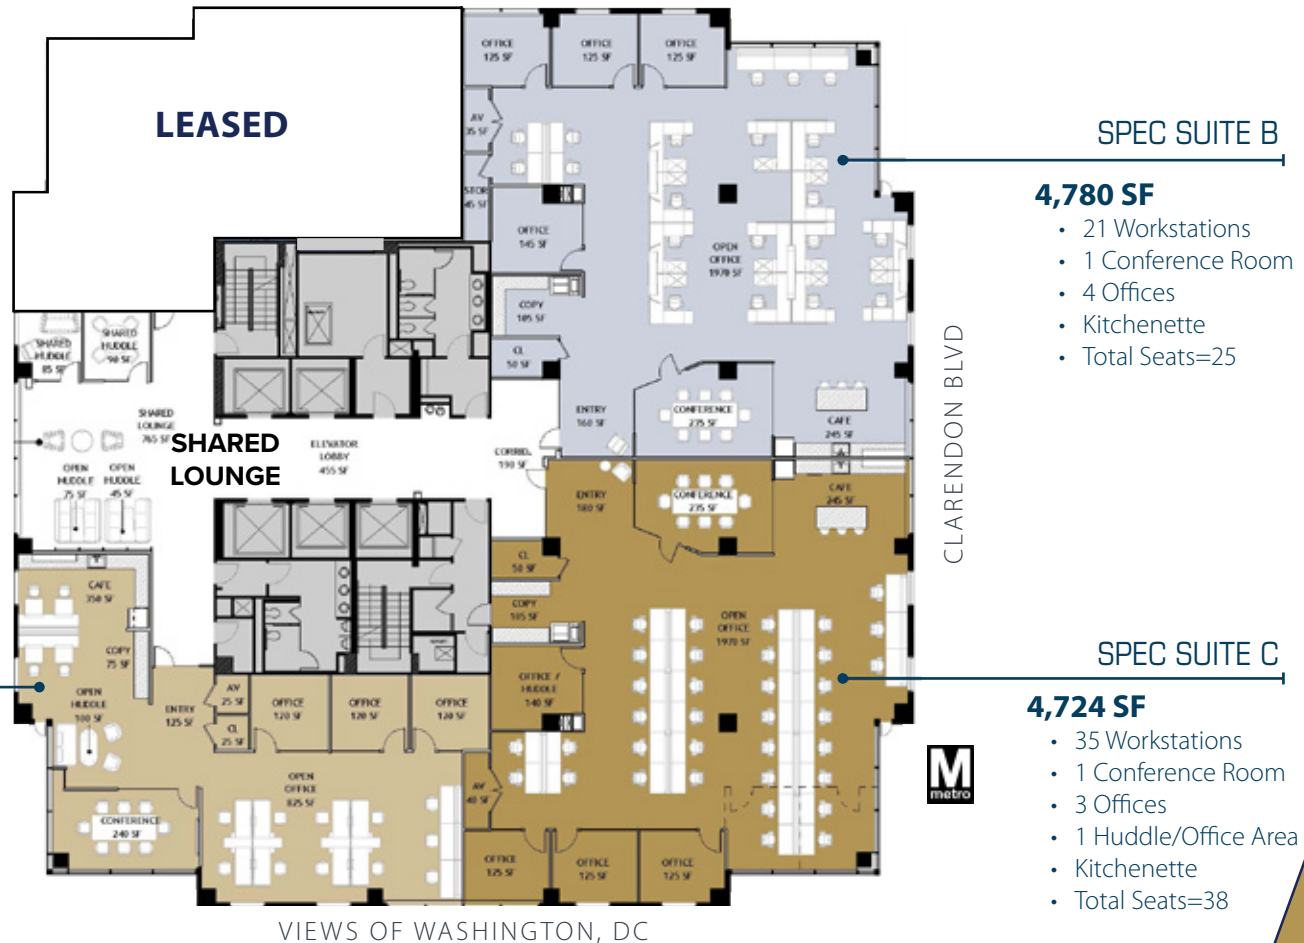 LEASED
OFFICE
125 SF
OFFICE
125 SF
OFFICE
125 SF
AV
35 SF
STOR
45 SF
OFFICE
145 SF
OPEN
OFFICE
1970 SF
COPY
105 SF
CL
50 SF
ENTRY
160 SF
CONFERENCE
275 SF
CAFE
245 SF
SHARED
HUDDLE
85 SF
SHARED
HUDDLE
90 SF
SHARED
LOUNGE
765 SF
SHARED
LOUNGE
ELEVATOR
LOBBY
455 SF
CORRID.
190 SF
OPEN
HUDDLE
75 SF
OPEN
HUDDLE
45 SF
ENTRY
180 SF
CONFERENCE
235 SF
CAFE
245 SF
CL
50 SF
COPY
105 SF
OPEN
OFFICE
1970 SF
OFFICE /
HUDDLE
140 SF
AV
40 SF
OFFICE
125 SF
OFFICE
125 SF
OFFICE
125 SF
CAFE
350 SF
COPY
75 SF
OPEN
HUDDLE
100 SF
ENTRY
125 SF
AV
25 SF
CL
25 SF
OFFICE
120 SF
OFFICE
120 SF
OFFICE
120 SF
OPEN
OFFICE
825 SF
CONFERENCE
240 SF
VIEWS OF WASHINGTON, DC
CLARENDON BLVD
M
metro
SPEC SUITE B
4,780 SF
• 21 Workstations
• 1 Conference Room
• 4 Offices
• Kitchenette
• Total Seats=25
SPEC SUITE C
4,724 SF
• 35 Workstations
• 1 Conference Room
• 3 Offices
• 1 Huddle/Office Area
• Kitchenette
• Total Seats=38